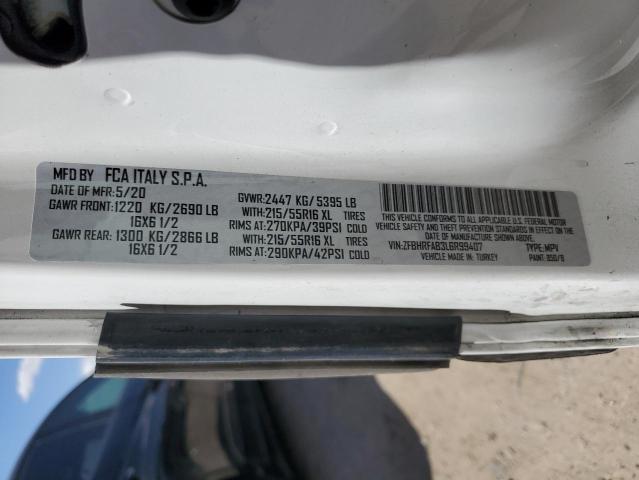 MFD BY FCA ITALY S.P.A.
DATE OF MFR: 5/20
GAWR FRONT: 1220 KG/2690 LB
16X6 1/2
GAWR REAR: 1300 KG/2866 LB
16X6 1/2
GVWR: 2447 KG/5395 LB
WITH: 215/55R16 XL TIRES
RIMS AT: 270KPA/39PSI COLD
WITH: 215/55R16 XL TIRES
RIMS AT: 290KPA/42PSI COLD
THIS VEHICLE CONFORMS TO ALL APPLICABLE U.S. FEDERAL MOTOR
VEHICLE SAFETY AND THEFT PREVENTION STANDARDS IN EFFECT ON
DATE OF MANUFACTURE SHOWN ABOVE.
VIN: ZFBHRFAB3L6R99407 TYPE: MPV
VEHICLE MADE IN: TURKEY PAINT: 950/B